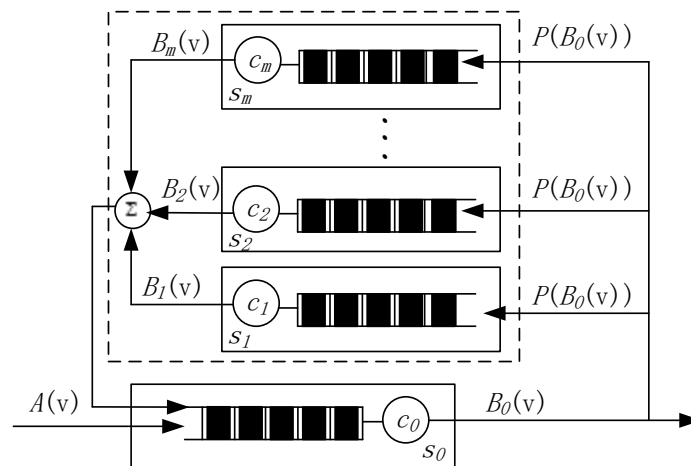 B_m(v) c_m P(B_0(v))
s_m
B_2(v) c_2 P(B_0(v))
Σ
s_2
B_1(v) c_1 P(B_0(v))
s_1
A(v) c_0 B_0(v)
s_0